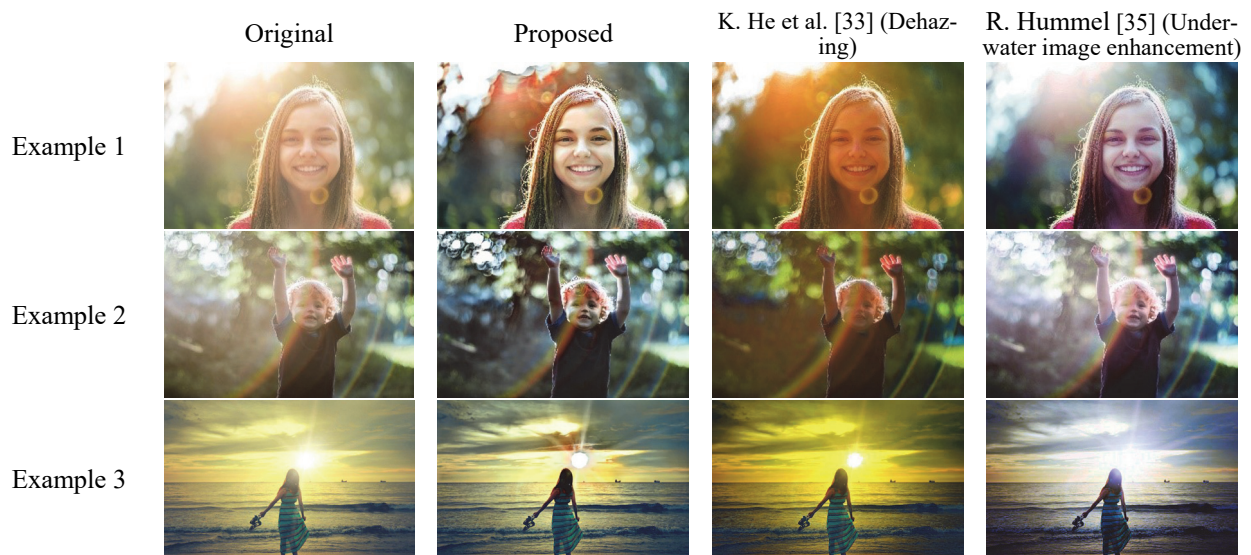 Original
Proposed
K. He et al. [33] (Dehaz-
ing)
R. Hummel [35] (Under-
water image enhancement)
Example 1
Example 2
Example 3